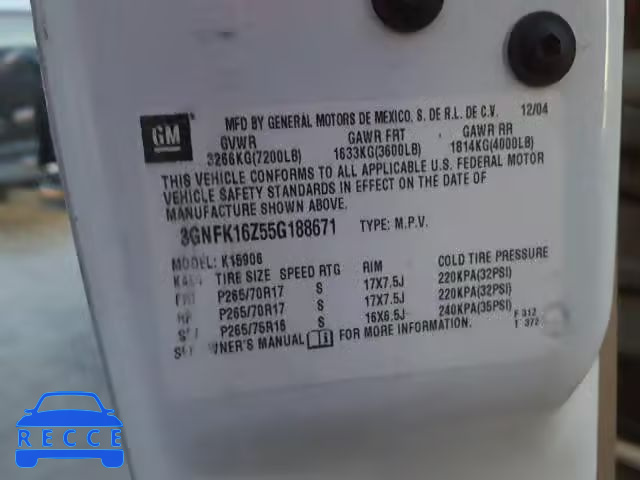 GM
MFD BY GENERAL MOTORS DE MEXICO. S. DE R.L. DE C.V. 12/04
GVWR GAWR FRT GAWR RR
3266KG(7200LB) 1633KG(3600LB) 1814KG(4000LB)
THIS VEHICLE CONFORMS TO ALL APPLICABLE U.S. FEDERAL MOTOR
VEHICLE SAFETY STANDARDS IN EFFECT ON THE DATE OF
MANUFACTURE SHOWN ABOVE.
3GNFK16Z55G188671 TYPE: M.P.V.
MODEL: K15906
TIRE SIZE SPEED RTG RIM COLD TIRE PRESSURE
P265/70R17 S 17X7.5J 220KPA(32PSI)
P265/70R17 S 17X7.5J 220KPA(32PSI)
P265/75R16 S 16X6.5J 240KPA(35PSI)
F 312
T 372
FOR MORE INFORMATION.
RECCE